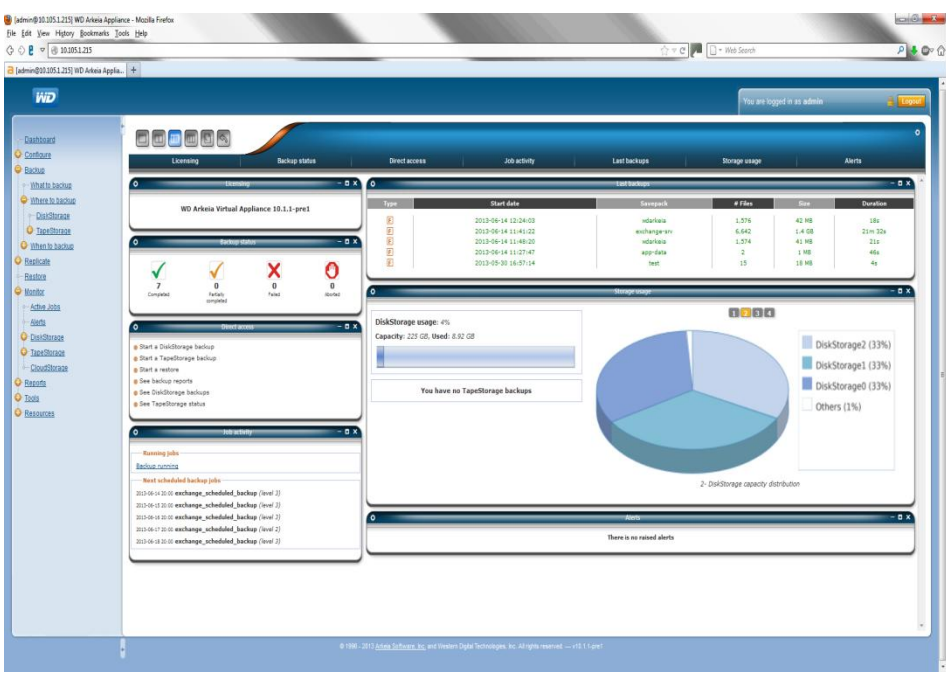 [admin@10.105.1.215] WD Arkeia Appliance - Mozilla Firefox
File Edit View History Bookmarks Tools Help
10.105.1.215
Web Search
[admin@10.105.1.215] WD Arkeia Applia...
WD
You are logged in as admin
Logout
Dashboard
Configure
Backup
What to backup
Where to backup
DiskStorage
TapeStorage
When to backup
Replicate
Restore
Monitor
Active Jobs
Alerts
DiskStorage
TapeStorage
CloudStorage
Reports
Tools
Resources
Licensing Backup status Direct access Job activity Last backups Storage usage Alerts
Licensing
WD Arkeia Virtual Appliance 10.1.1-pre1
Backup status
7 0 0 0
Completed Partially completed Failed Aborted
Direct access
Start a DiskStorage backup
Start a TapeStorage backup
Start a restore
See backup reports
See DiskStorage backups
See TapeStorage status
Job activity
Running jobs
Backup running
Next scheduled backup jobs
2013-06-14 20:00 exchange_scheduled_backup (level 3)
2013-06-15 20:00 exchange_scheduled_backup (level 3)
2013-06-16 20:00 exchange_scheduled_backup (level 3)
2013-06-17 20:00 exchange_scheduled_backup (level 2)
2013-06-18 20:00 exchange_scheduled_backup (level 3)
Last backups
Type Start date Savepack # Files Size Duration
2013-06-14 12:24:03 wdarkeia 1,576 42 MB 18s
2013-06-14 11:41:22 exchange-srv 6,642 1.4 GB 21m 32s
2013-06-14 11:40:20 wdarkeia 1,574 41 MB 21s
2013-06-14 11:27:47 app-data 2 1 MB 46s
2013-05-30 16:57:14 test 15 18 MB 4s
Storage usage
DiskStorage usage: 4%
Capacity: 225 GB, Used: 8.92 GB
You have no TapeStorage backups
1 2 3 4
DiskStorage2 (33%)
DiskStorage1 (33%)
DiskStorage0 (33%)
Others (1%)
2- DiskStorage capacity distribution
Alerts
There is no raised alerts
© 1998 - 2013 Arkeia Software, Inc. and Western Digital Technologies, Inc. All rights reserved. — v10.1.1-pre1